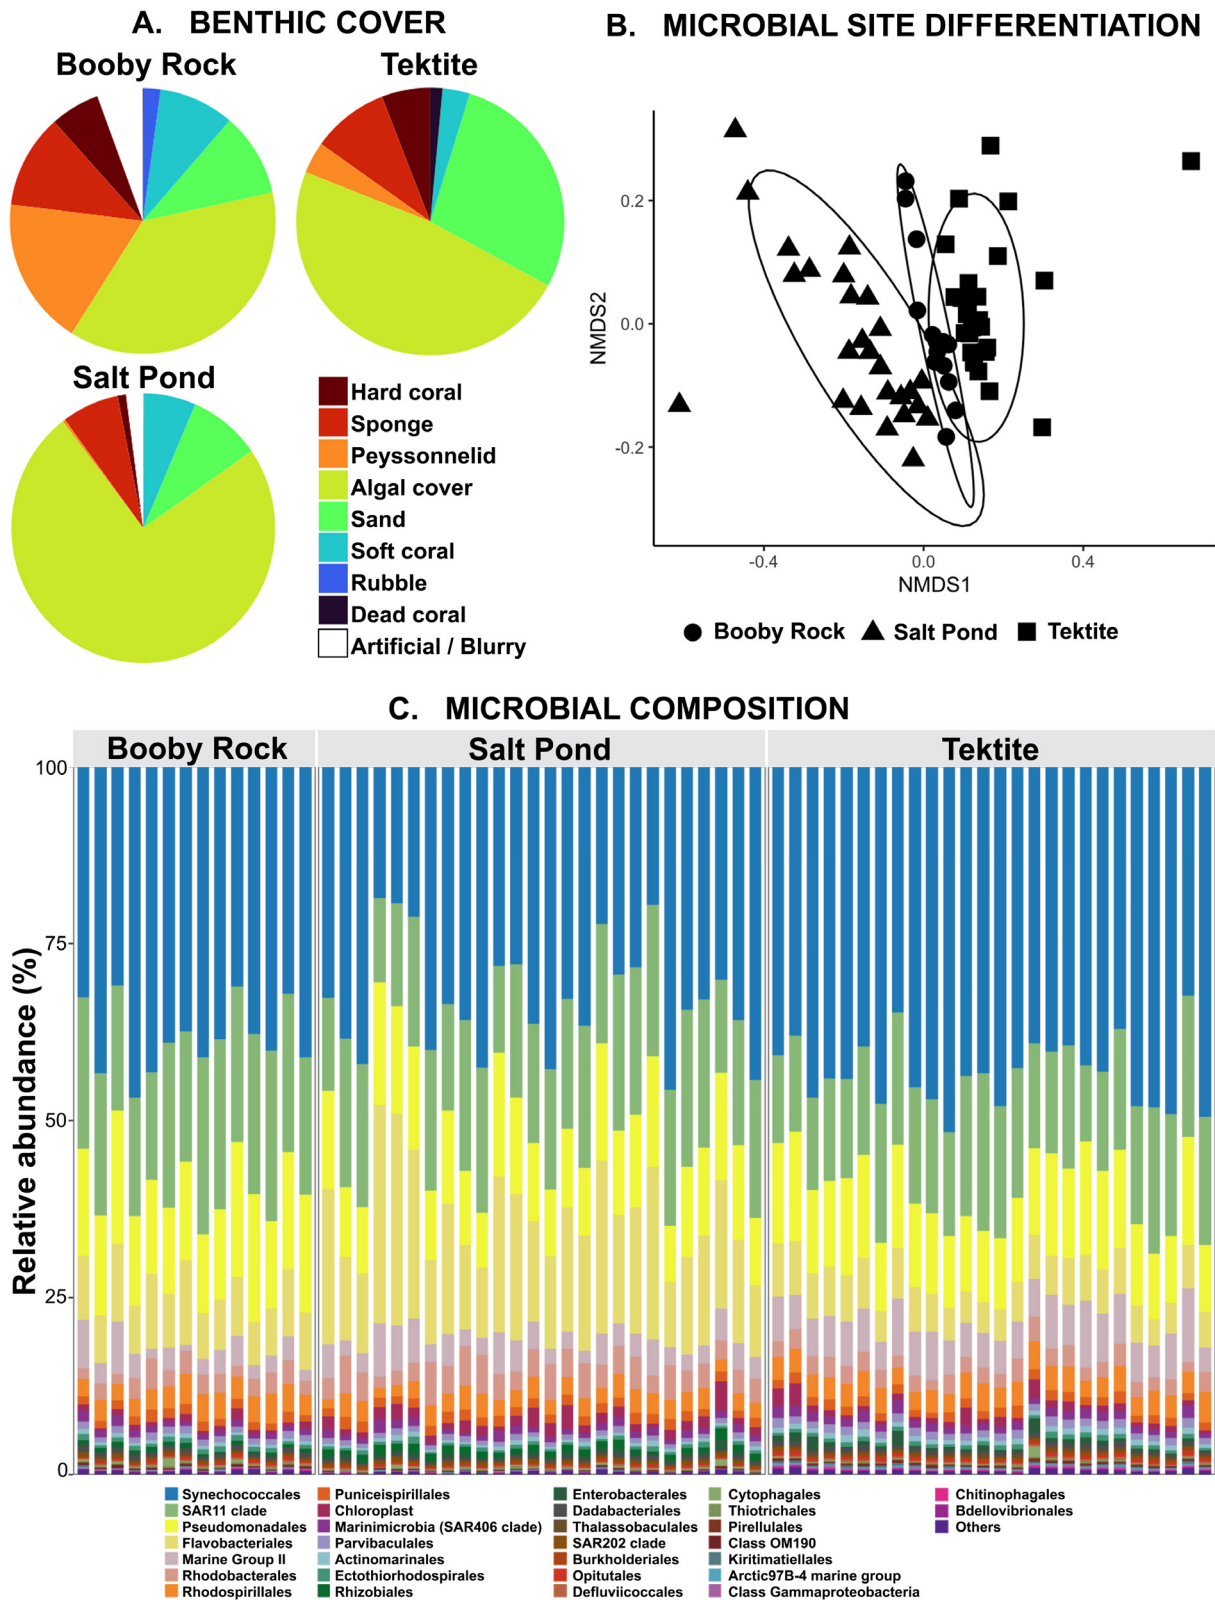 A. BENTHIC COVER
Booby Rock
Tektite
Salt Pond
Hard coral
Sponge
Peyssonnelid
Algal cover
Sand
Soft coral
Rubble
Dead coral
Artificial / Blurry
B. MICROBIAL SITE DIFFERENTIATION
NMDS2
0.2
0.0
-0.2
-0.4
0.0
0.4
NMDS1
Booby Rock
Salt Pond
Tektite
C. MICROBIAL COMPOSITION
Booby Rock
Salt Pond
Tektite
Relative abundance (%)
100
75
50
25
0
Synechococcales
SAR11 clade
Pseudomonadales
Flavobacteriales
Marine Group II
Rhodobacterales
Rhodospirillales
Puniceispirillales
Chloroplast
Marinimicrobia (SAR406 clade)
Parvibaculales
Actinomarinales
Ectothiorhodospirales
Rhizobiales
Enterobacterales
Dadabacteriales
Thalassobaculales
SAR202 clade
Burkholderiales
Opitutales
Defluviicoccales
Cytophagales
Thiotrichales
Pirellulales
Class OM190
Kiritimatiellales
Arctic97B-4 marine group
Class Gammaproteobacteria
Chitinophagales
Bdellovibrionales
Others